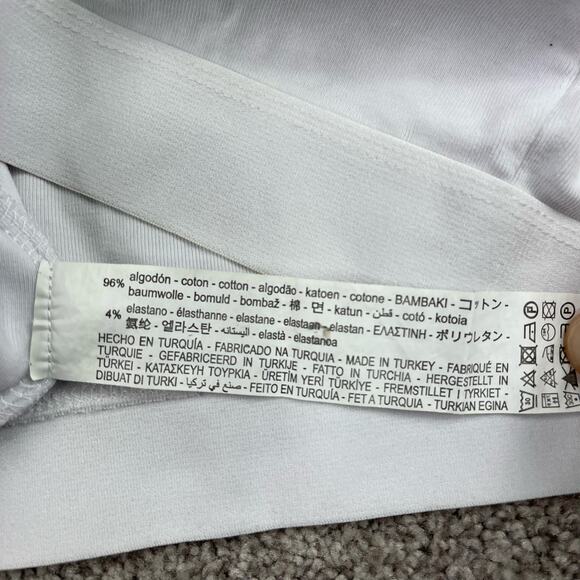 96% algodón - coton - cotton - algodão - katoen - cotone - ΒΑΜΒΑΚΙ - コットン -
baumwolle - bomuld - bombaž - 棉 - 면 - katun - قطن - cotó - kotoia
4% elastano - élasthanne - elastane - elastaan - elastan - ΕΛΑΣΤΙΝΗ - ポリウレタン -
氨纶 - 엘라스탄 - الیستانه - elastà - elastanoa
HECHO EN TURQUÍA - FABRICADO NA TURQUIA - MADE IN TURKEY - FABRIQUÉ EN
TURQUIE - GEFABRICEERD IN TURKIJE - FATTO IN TURCHIA - HERGESTELLT IN
TÜRKEI - ΚΑΤΑΣΚΕΥΗ ΤΟΥΡΚΙΑ - ÜRETİM YERİ TÜRKİYE - FREMSTILLET I TYRKIET -
DIBUAT DI TURKI - صنع في تركيا - FEITO EN TURQUÍA - FET A TURQUIA - TURKIAN EGINA
P
P